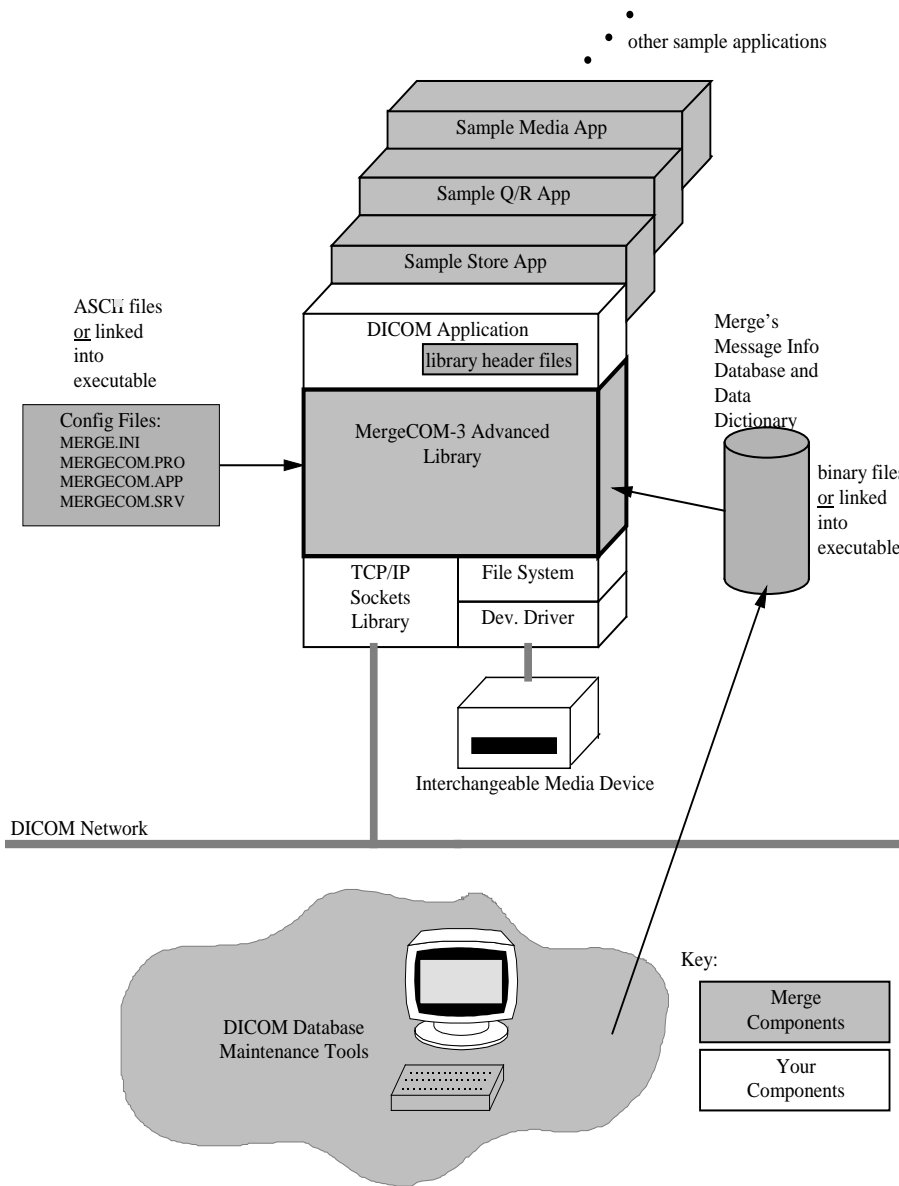 other sample applications
Sample Media App
Sample Q/R App
Sample Store App
ASCII files
or linked
into
executable
DICOM Application
library header files
Merge's
Message Info
Database and
Data
Dictionary
Config Files:
MERGE.INI
MERGECOM.PRO
MERGECOM.APP
MERGECOM.SRV
MergeCOM-3 Advanced
Library
binary files
or linked
into
executable
TCP/IP
Sockets
Library
File System
Dev. Driver
Interchangeable Media Device
DICOM Network
DICOM Database
Maintenance Tools
Key:
Merge
Components
Your
Components